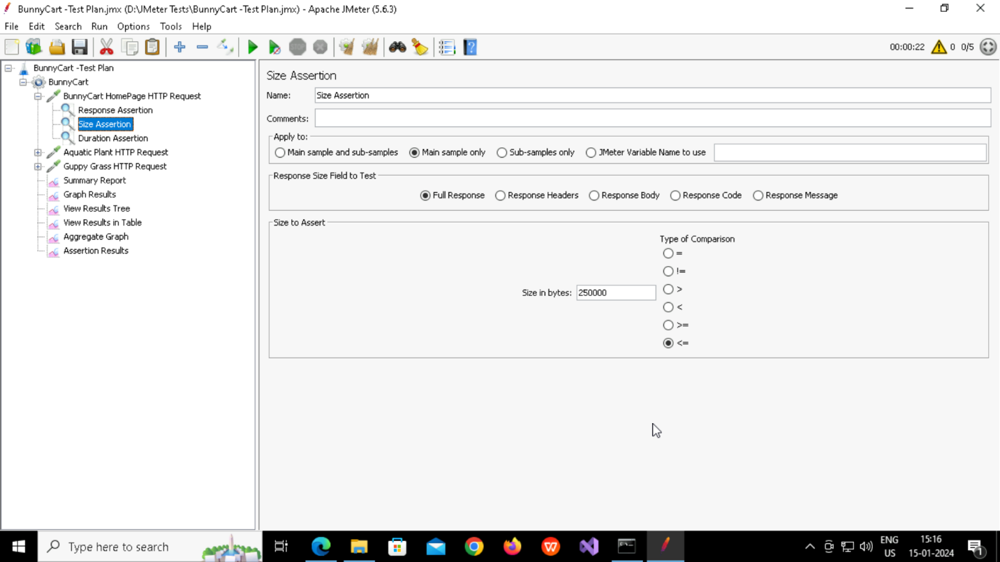 BunnyCart -Test Plan.jmx (D:\JMeter Tests\BunnyCart -Test Plan.jmx) - Apache JMeter (5.6.3)
File Edit Search Run Options Tools Help
00:00:22 0 0/5
BunnyCart -Test Plan
BunnyCart
BunnyCart HomePage HTTP Request
Response Assertion
Size Assertion
Duration Assertion
Aquatic Plant HTTP Request
Guppy Grass HTTP Request
Summary Report
Graph Results
View Results Tree
View Results in Table
Aggregate Graph
Assertion Results
Size Assertion
Name: Size Assertion
Comments:
Apply to:
Main sample and sub-samples Main sample only Sub-samples only JMeter Variable Name to use
Response Size Field to Test
Full Response Response Headers Response Body Response Code Response Message
Size to Assert
Type of Comparison
=
!=
>
Size in bytes: 250000
<
>=
<=
Type here to search
ENG
US
15:16
15-01-2024
1